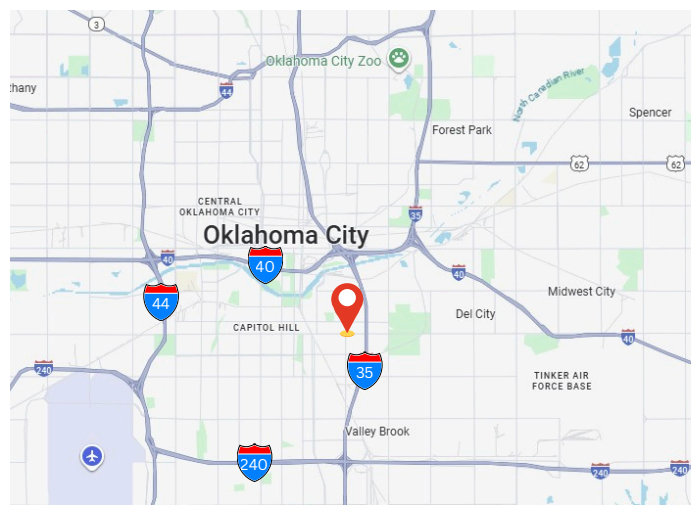 3
Oklahoma City Zoo
thany
44
North Canadian River
Spencer
Forest Park
62
62
CENTRAL
OKLAHOMA CITY
35
Oklahoma City
40
40
40
44
Midwest City
Del City
CAPITOL HILL
40
35
240
TINKER AIR
FORCE BASE
Valley Brook
240
240
240